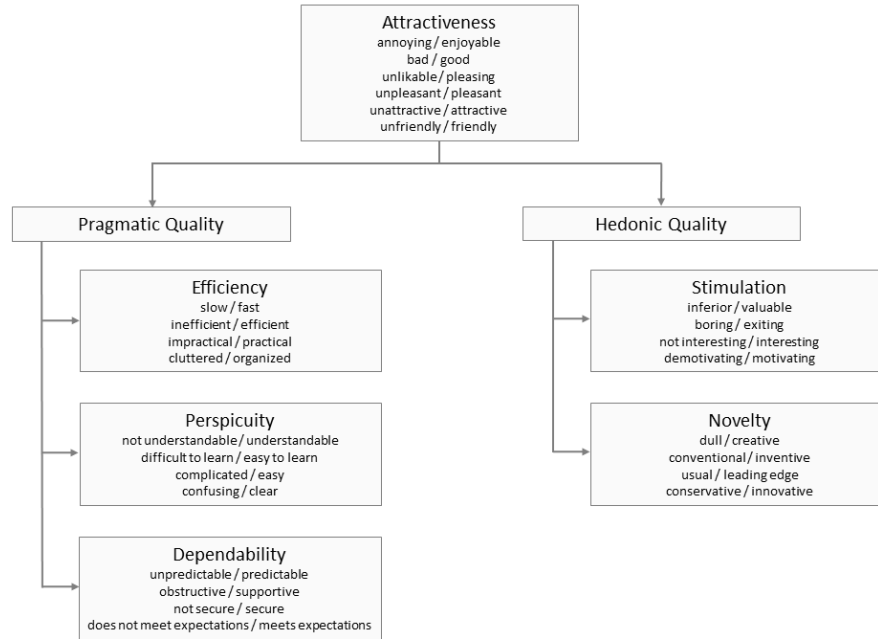 Attractiveness
annoying / enjoyable
bad / good
unlikable / pleasing
unpleasant / pleasant
unattractive / attractive
unfriendly / friendly
Pragmatic Quality
Efficiency
slow / fast
inefficient / efficient
impractical / practical
cluttered / organized
Perspicuity
not understandable / understandable
difficult to learn / easy to learn
complicated / easy
confusing / clear
Dependability
unpredictable / predictable
obstructive / supportive
not secure / secure
does not meet expectations / meets expectations
Hedonic Quality
Stimulation
inferior / valuable
boring / exiting
not interesting / interesting
demotivating / motivating
Novelty
dull / creative
conventional / inventive
usual / leading edge
conservative / innovative